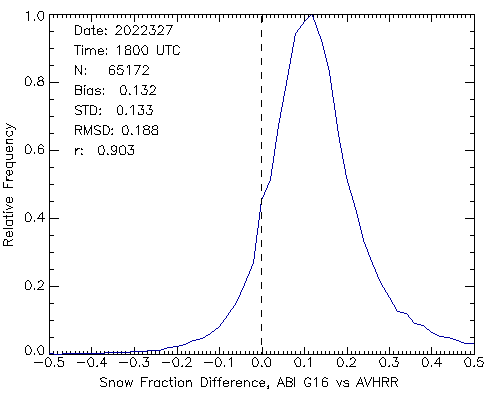 1.0
0.8
0.6
0.4
0.2
0.0
Relative Frequency
Date: 2022327
Time: 1800 UTC
N: 65172
Bias: 0.132
STD: 0.133
RMSD: 0.188
r: 0.903
-0.5 -0.4 -0.3 -0.2 -0.1 0.0 0.1 0.2 0.3 0.4 0.5
Snow Fraction Difference, ABI G16 vs AVHRR